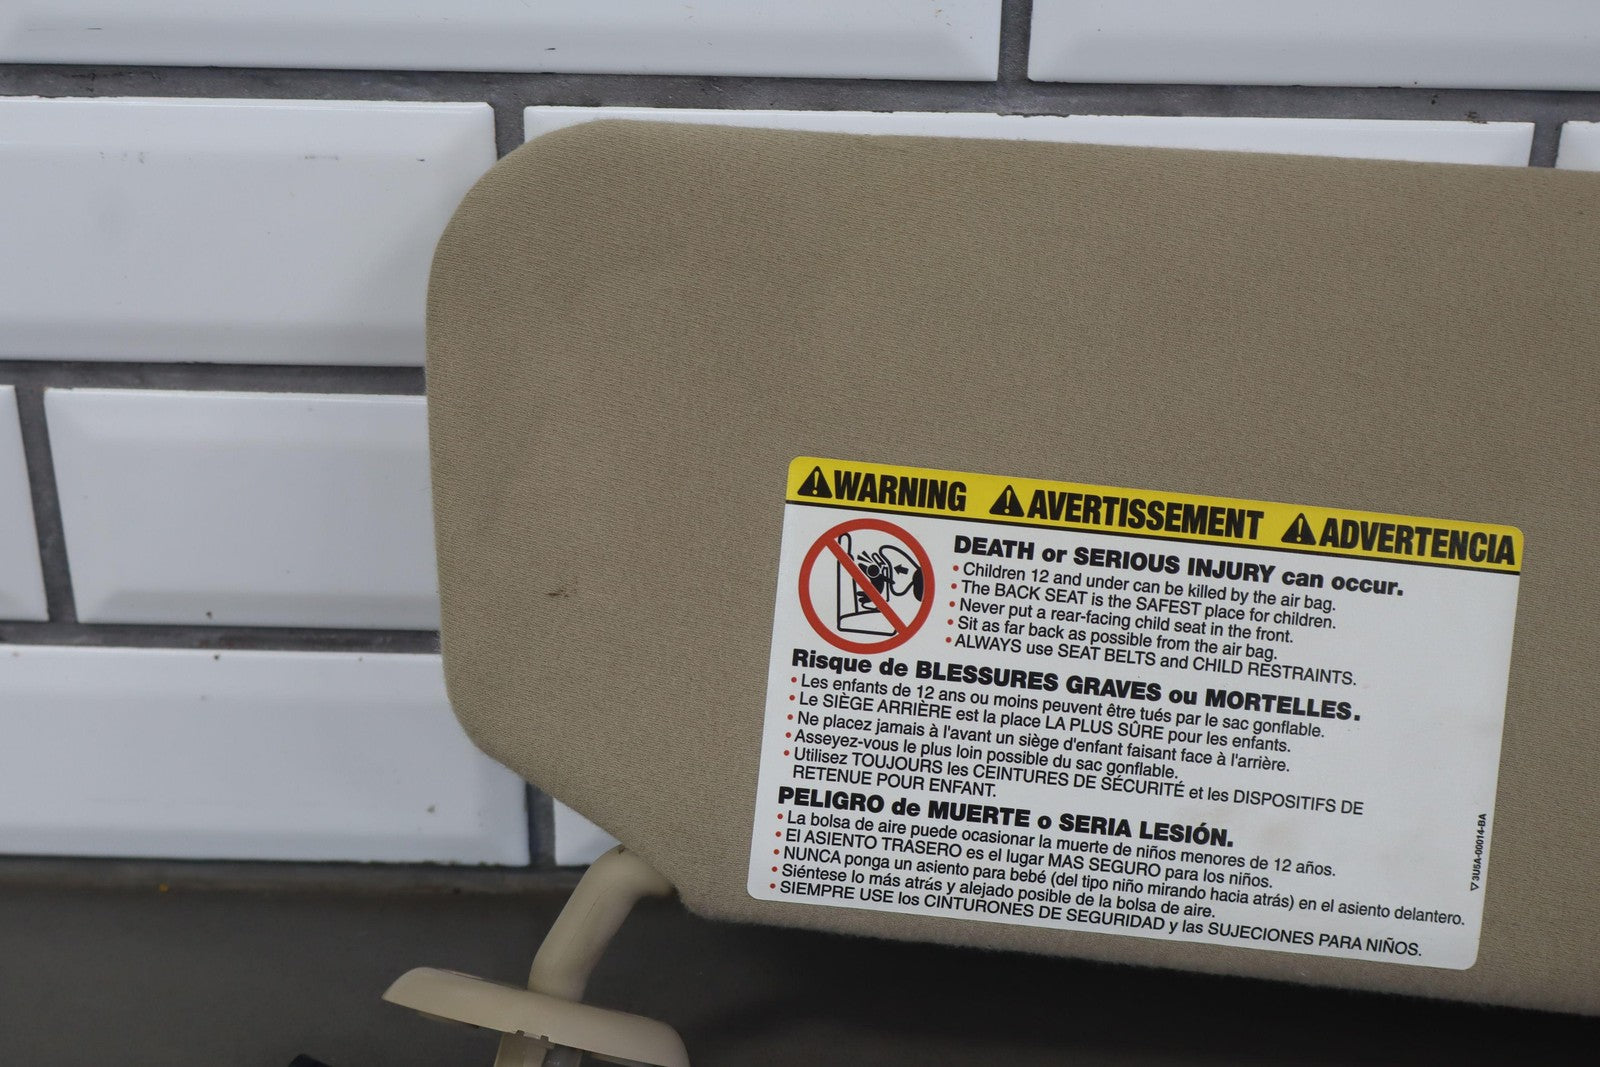 WARNING AVERTISSEMENT ADVERTENCIA
DEATH or SERIOUS INJURY can occur.
• Children 12 and under can be killed by the air bag.
• The BACK SEAT is the SAFEST place for children.
• Never put a rear-facing child seat in the front.
• Sit as far back as possible from the air bag.
• ALWAYS use SEAT BELTS and CHILD RESTRAINTS.
Risque de BLESSURES GRAVES ou MORTELLES.
• Les enfants de 12 ans ou moins peuvent être tués par le sac gonflable.
• Le SIÈGE ARRIÈRE est la place LA PLUS SÛRE pour les enfants.
• Ne placez jamais à l'avant un siège d'enfant faisant face à l'arrière.
• Asseyez-vous le plus loin possible du sac gonflable.
• Utilisez TOUJOURS les CEINTURES DE SÉCURITÉ et les DISPOSITIFS DE
RETENUE POUR ENFANT.
PELIGRO de MUERTE o SERIA LESIÓN.
• La bolsa de aire puede ocasionar la muerte de niños menores de 12 años.
• El ASIENTO TRASERO es el lugar MAS SEGURO para los niños.
• NUNCA ponga un asiento para bebé (del tipo niño mirando hacia atrás) en el asiento delantero.
• Siéntese lo más atrás y alejado posible de la bolsa de aire.
• SIEMPRE USE los CINTURONES DE SEGURIDAD y las SUJECIONES PARA NIÑOS.
3U5A-00014-BA